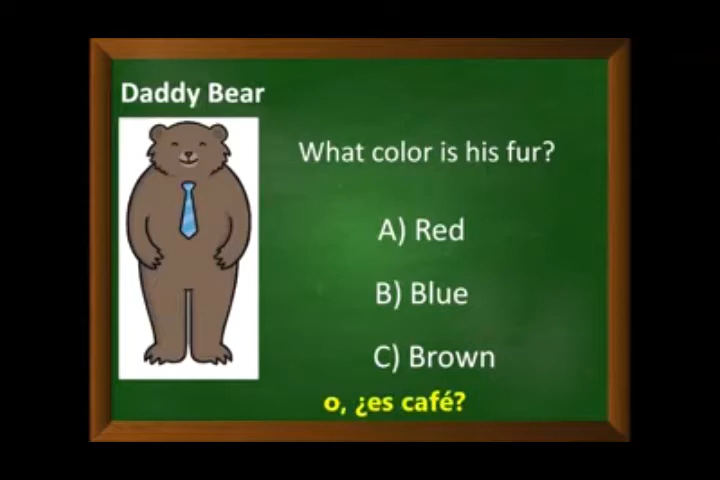 Daddy Bear
What color is his fur?
A) Red
B) Blue
C) Brown
o, ¿es café?